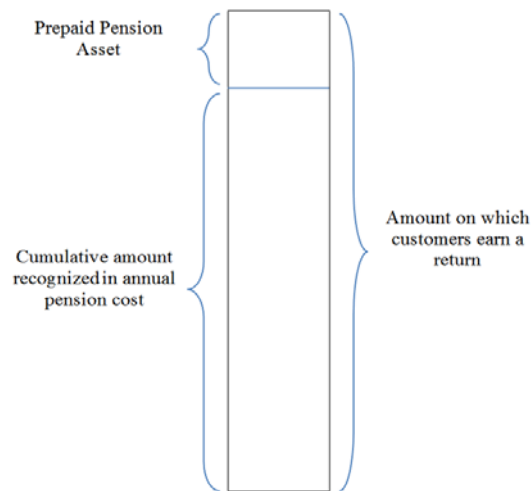 Prepaid Pension
Asset
Cumulative amount
recognized in annual
pension cost
Amount on which
customers earn a
return